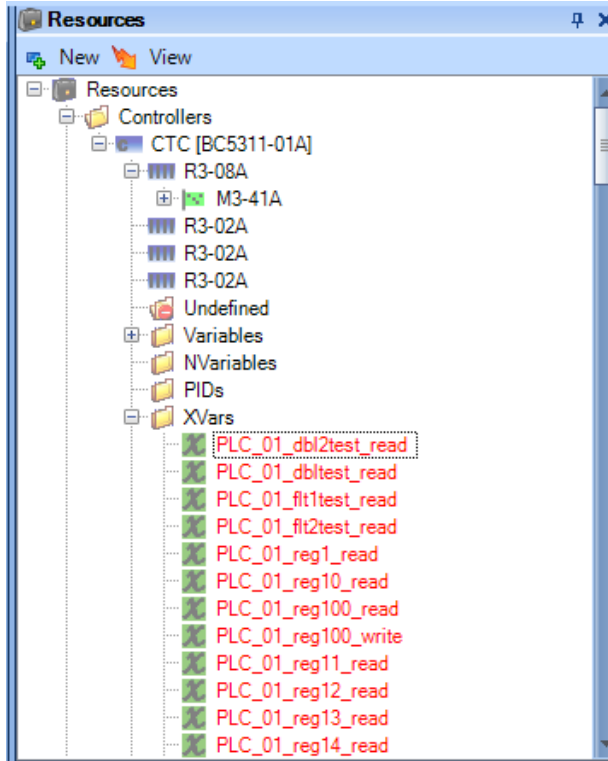 Resources
New View
Resources
Controllers
CTC [BC5311-01A]
R3-08A
M3-41A
R3-02A
R3-02A
R3-02A
Undefined
Variables
NVariables
PIDs
XVars
PLC_01_dbl2test_read
PLC_01_dbltest_read
PLC_01_flt1test_read
PLC_01_flt2test_read
PLC_01_reg1_read
PLC_01_reg10_read
PLC_01_reg100_read
PLC_01_reg100_write
PLC_01_reg11_read
PLC_01_reg12_read
PLC_01_reg13_read
PLC_01_reg14_read